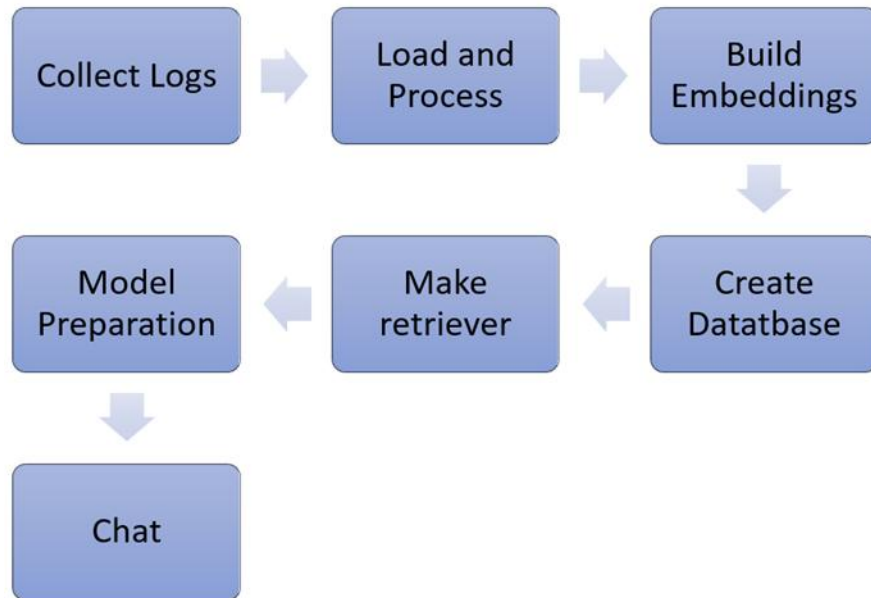 Collect Logs
Load and
Process
Build
Embeddings
Create
Datatbase
Make
retriever
Model
Preparation
Chat